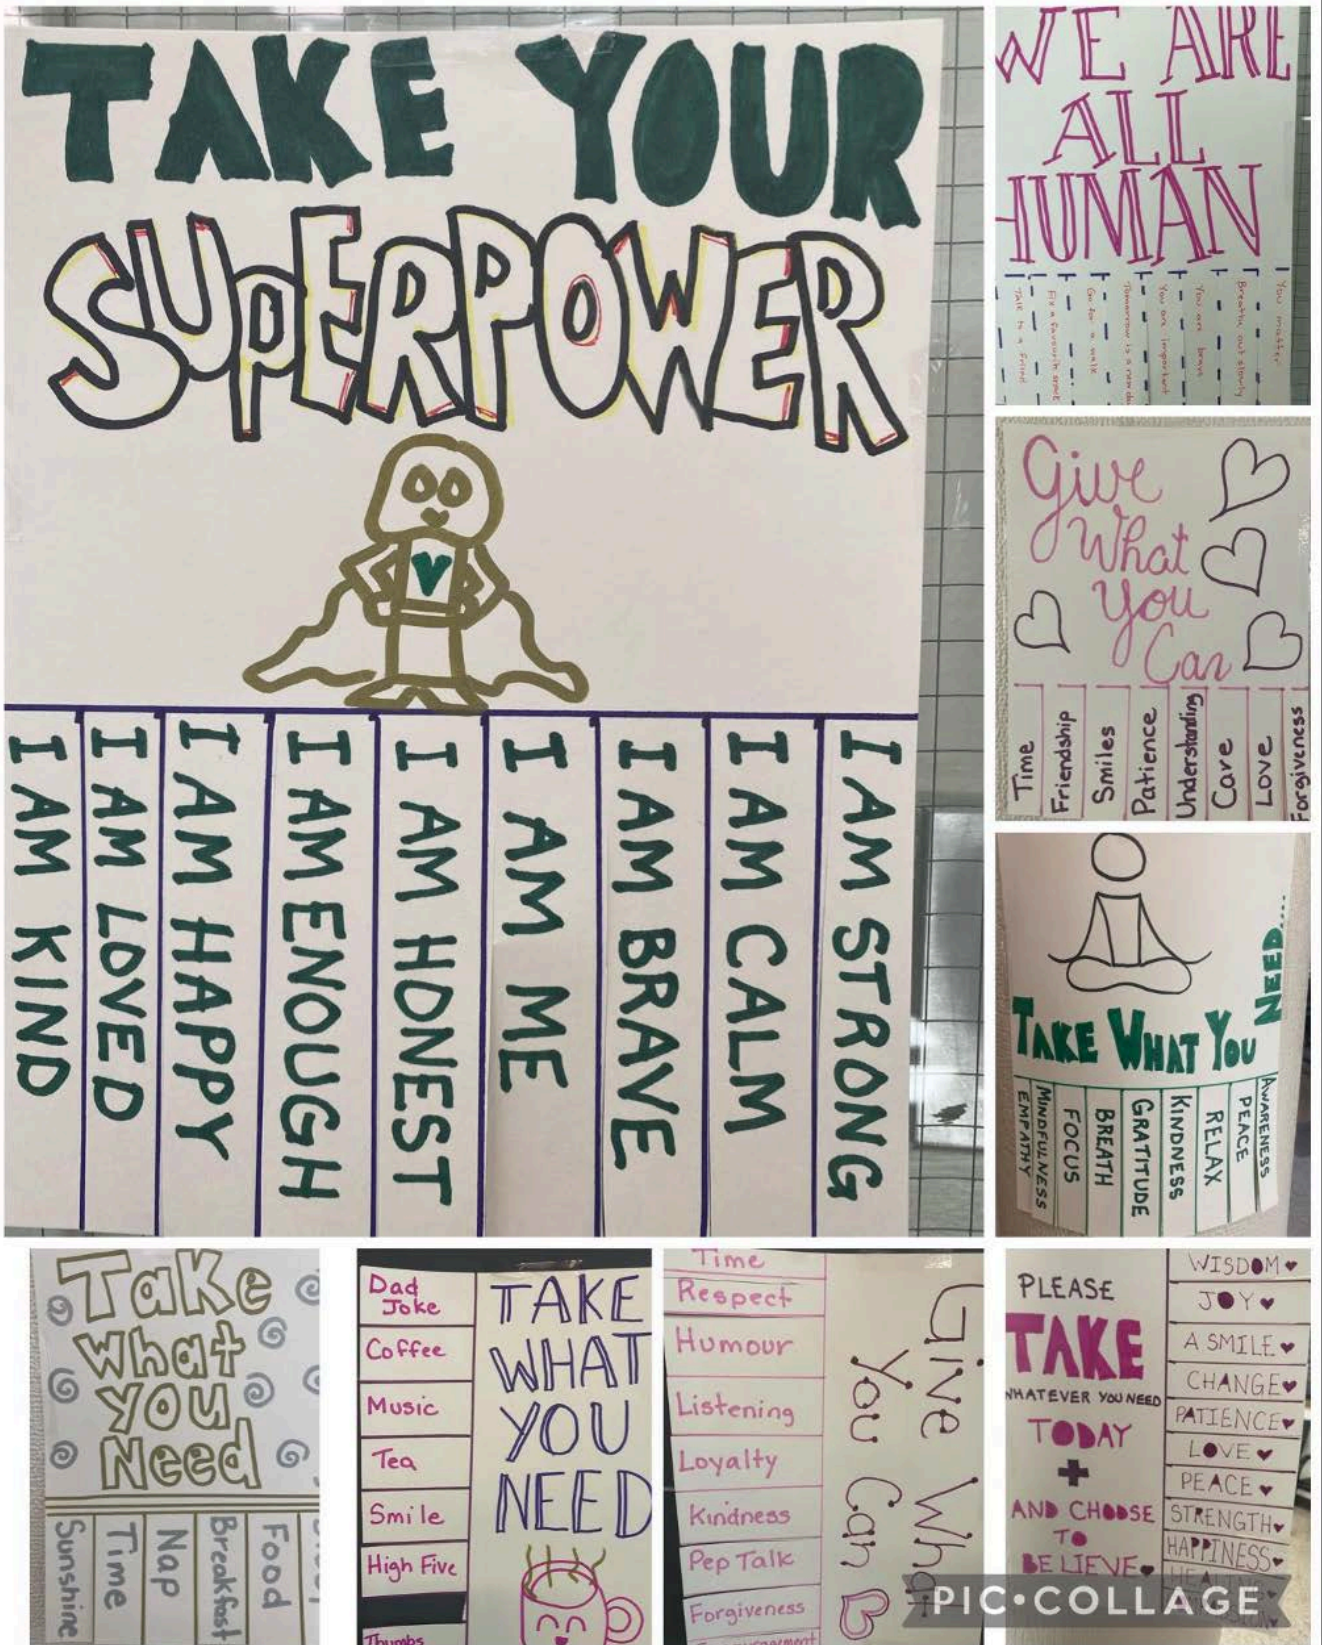 TAKE YOUR
SUPERPOWER
I AM KIND
I AM LOVED
I AM HAPPY
I AM ENOUGH
I AM HONEST
I AM ME
I AM BRAVE
I AM CALM
I AM STRONG
WE ARE
ALL
HUMAN
Talk to a friend
Go for a walk
Tomorrow is a new
You are important
You are brave
Breathe out slowly
You matter
Give
What
You
Can
Time
Friendship
Smiles
Patience
Understanding
Care
Love
Forgiveness
TAKE WHAT YOU
NEED....
EMPATHY
MINDFULNESS
FOCUS
BREATH
GRATITUDE
KINDNESS
RELAX
PEACE
AWARENESS
Take
What
you
Need
Sunshine
Time
Nap
Breakfast
Food
Dad
Joke
Coffee
Music
Tea
Smile
High Five
Thumbs
TAKE
WHAT
YOU
NEED
Time
Respect
Humour
Listening
Loyalty
Kindness
Pep Talk
Forgiveness
Give What
You Can
PLEASE
TAKE
WHATEVER YOU NEED
TODAY
+
AND CHOOSE
TO
BELIEVE
WISDOM
JOY
A SMILE
CHANGE
PATIENCE
LOVE
PEACE
STRENGTH
HAPPINESS
HEALING
PIC•COLLAGE